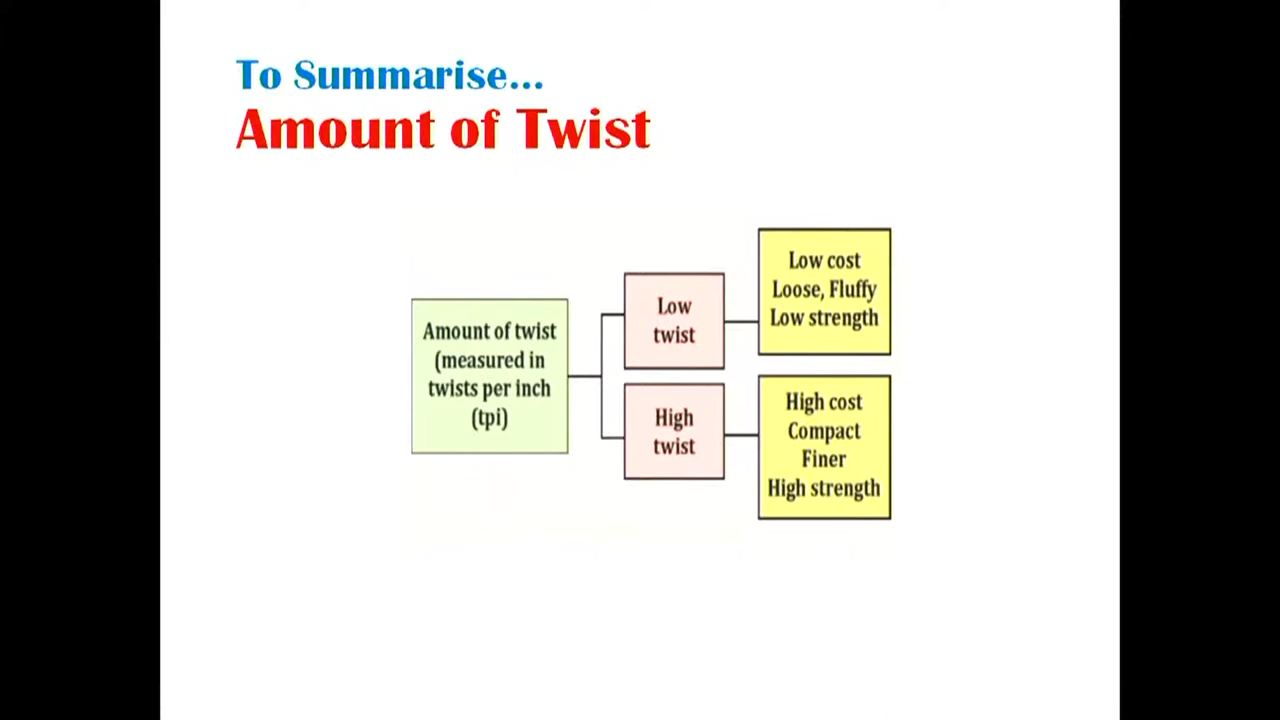 To Summarise...
Amount of Twist
Amount of twist
(measured in
twists per inch
(tpi)
Low
twist
Low cost
Loose, Fluffy
Low strength
High
twist
High cost
Compact
Finer
High strength